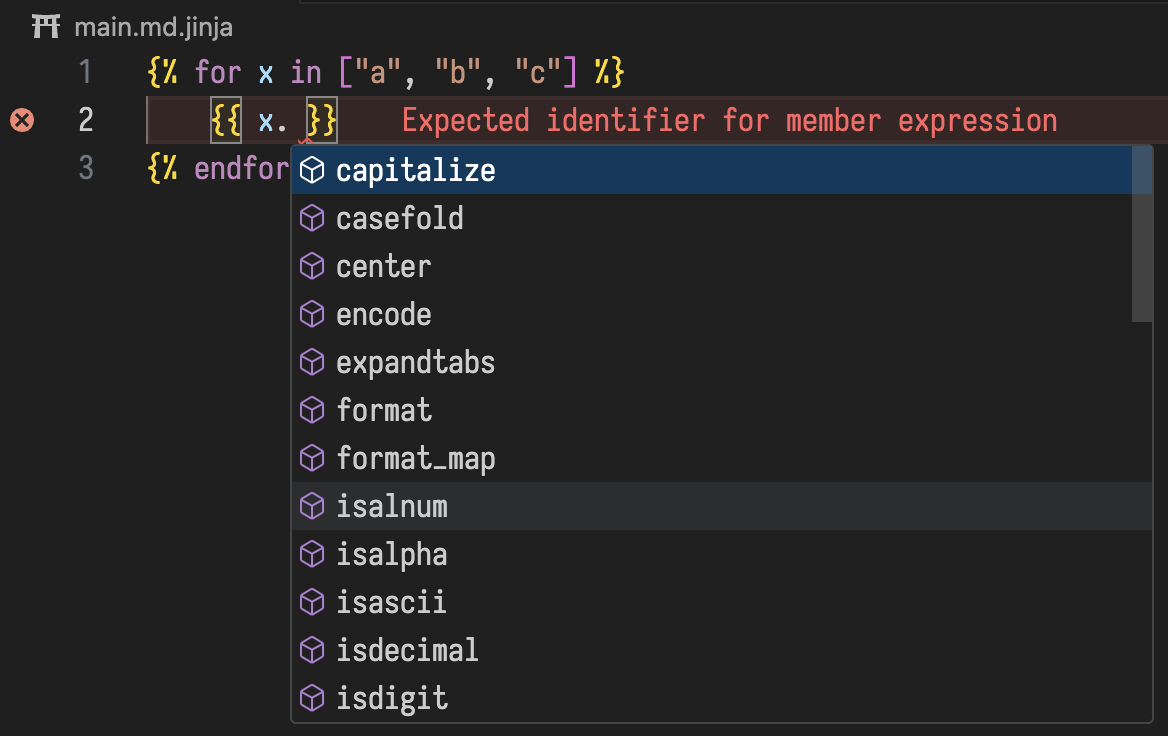 main.md.jinja
1 {% for x in ["a", "b", "c"] %}
2 {{ x. }} Expected identifier for member expression
3 {% endfor
capitalize
casefold
center
encode
expandtabs
format
format_map
isalnum
isalpha
isascii
isdecimal
isdigit